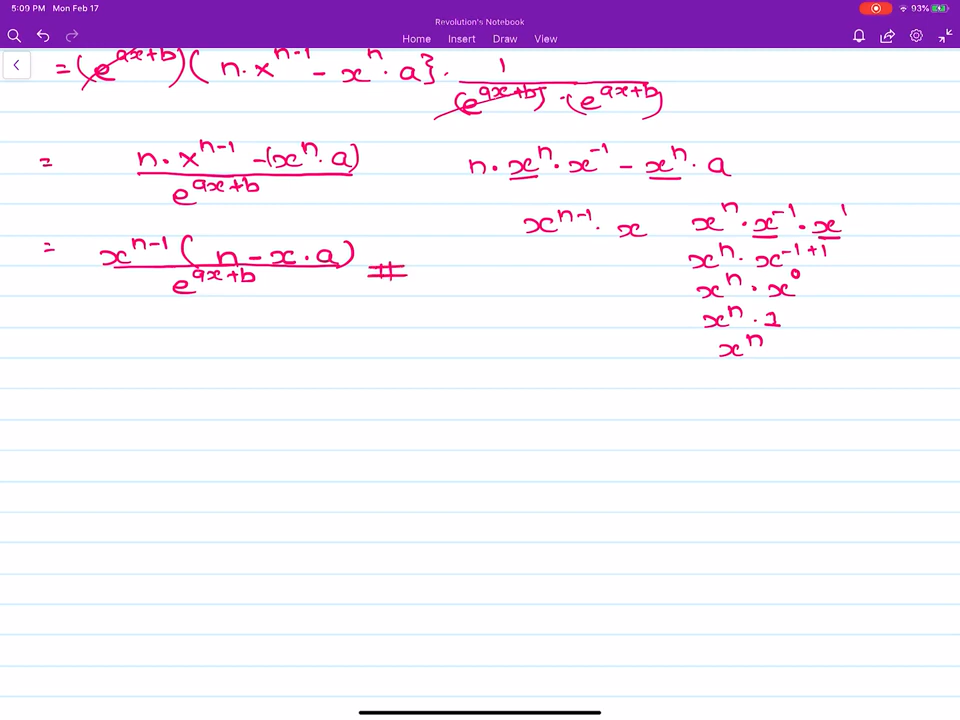 5:09 PM Mon Feb 17
93%
Revolution's Notebook
Home Insert Draw View
= (e^{ax+b})(n·x^{n-1} - x^n·a} · 1/((e^{ax+b})·(e^{ax+b}))
= (n·x^{n-1} -(x^n·a))/e^{ax+b}
n·x^n·x^{-1} - x^n·a
x^{n-1}·x
x^n·x^{-1}·x^1
= x^{n-1}(n-x·a)/e^{ax+b} #
x^n·x^{-1+1}
x^n·x^0
x^n·1
x^n